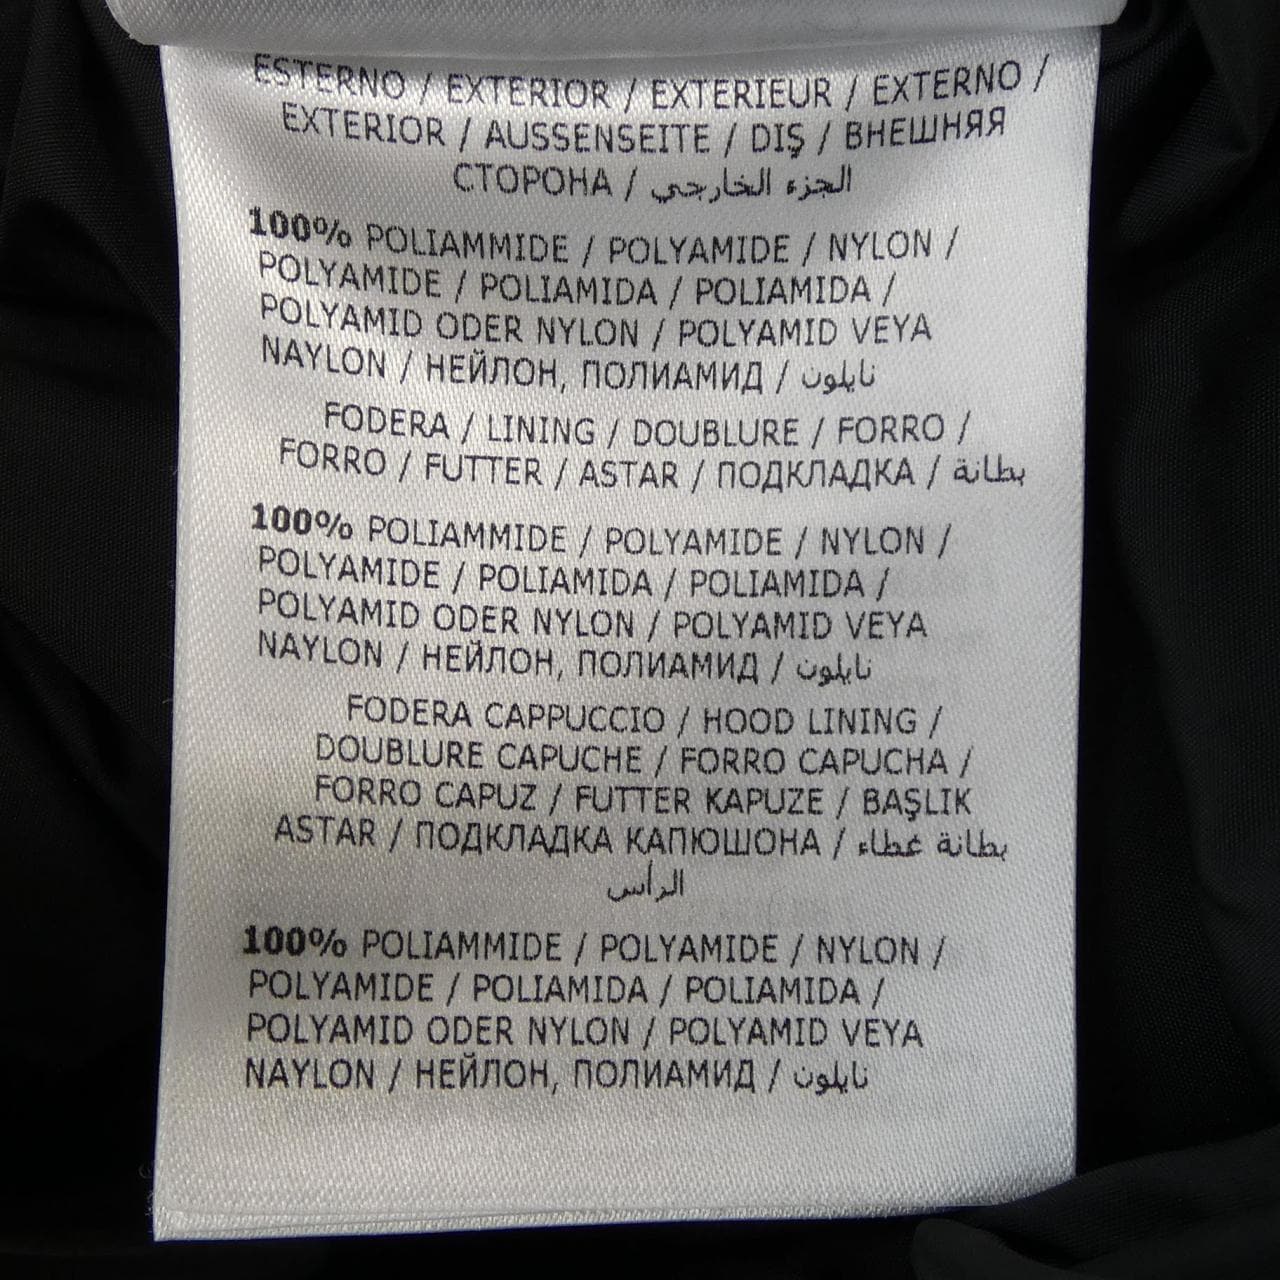 ESTERNO / EXTERIOR / EXTERIEUR / EXTERNO /
EXTERIOR / AUSSENSEITE / DIŞ / ВНЕШНЯЯ
СТОРОНА / الجزء الخارجي
100% POLIAMMIDE / POLYAMIDE / NYLON /
POLYAMIDE / POLIAMIDA / POLIAMIDA /
POLYAMID ODER NYLON / POLYAMID VEYA
NAYLON / НЕЙЛОН, ПОЛИАМИД / نايلون
FODERA / LINING / DOUBLURE / FORRO /
FORRO / FUTTER / ASTAR / ПОДКЛАДКА / بطانة
100% POLIAMMIDE / POLYAMIDE / NYLON /
POLYAMIDE / POLIAMIDA / POLIAMIDA /
POLYAMID ODER NYLON / POLYAMID VEYA
NAYLON / НЕЙЛОН, ПОЛИАМИД / نايلون
FODERA CAPPUCCIO / HOOD LINING /
DOUBLURE CAPUCHE / FORRO CAPUCHA /
FORRO CAPUZ / FUTTER KAPUZE / BAŞLIK
ASTAR / ПОДКЛАДКА КАПЮШОНА / بطانة غطاء
الرأس
100% POLIAMMIDE / POLYAMIDE / NYLON /
POLYAMIDE / POLIAMIDA / POLIAMIDA /
POLYAMID ODER NYLON / POLYAMID VEYA
NAYLON / НЕЙЛОН, ПОЛИАМИД / نايلون